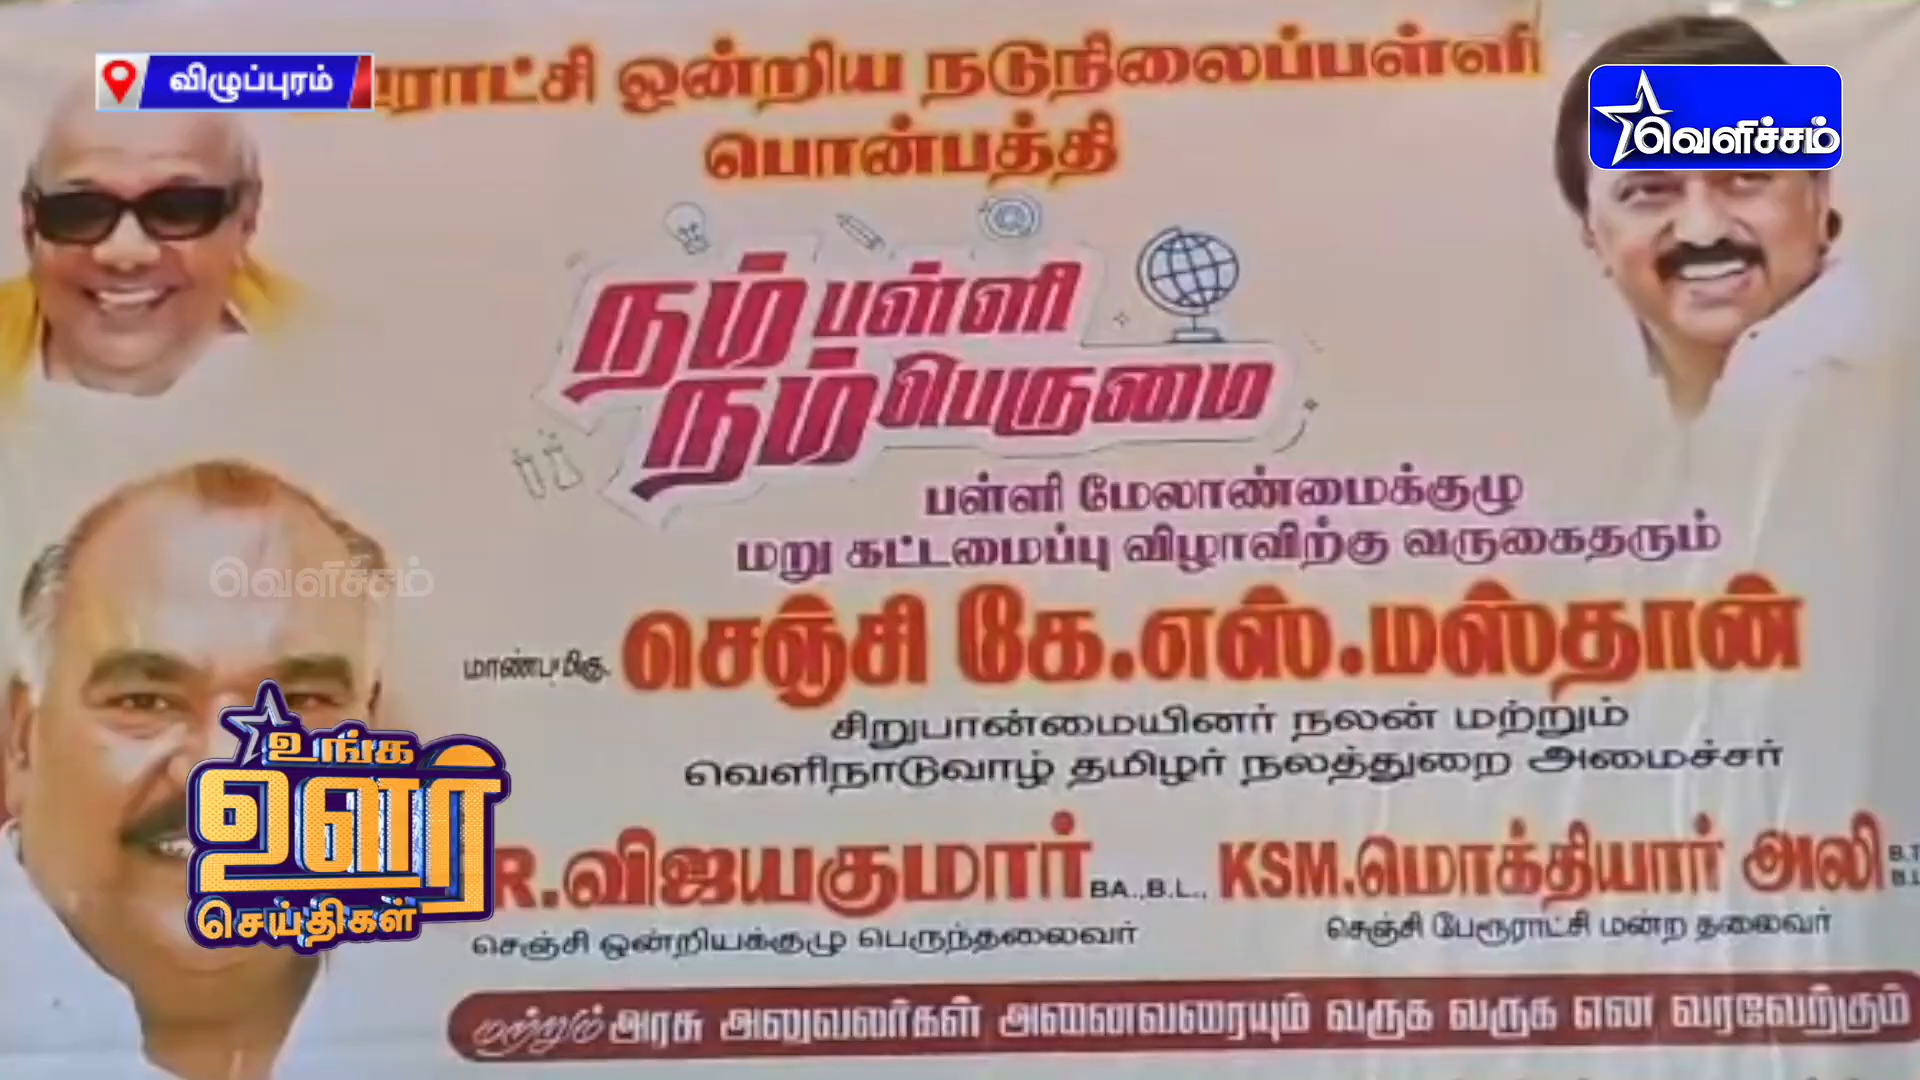 விழுப்புரம்
ராட்சி ஒன்றிய நடுநிலைப்பள்ளி
வெளிச்சம்
பொன்பத்தி
நம் பள்ளி
நம் பெருமை
பள்ளி மேலாண்மைக்குழு
மறு கட்டமைப்பு விழாவிற்கு வருகைதரும்
வெளிச்சம்
மாண்புமிகு. செஞ்சி கே.எஸ்.மஸ்தான்
சிறுபான்மையினர் நலன் மற்றும்
வெளிநாடுவாழ் தமிழர் நலத்துறை அமைச்சர்
உங்க
ஊர்
செய்திகள்
R.விஜயகுமார் BA.,B.L., KSM.மொக்தியார் அலி
செஞ்சி ஒன்றியக்குழு பெருந்தலைவர் செஞ்சி பேரூராட்சி மன்ற தலைவர்
மற்றும் அரசு அலுவலர்கள் அனைவரையும் வருக வருக என வரவேற்கும்